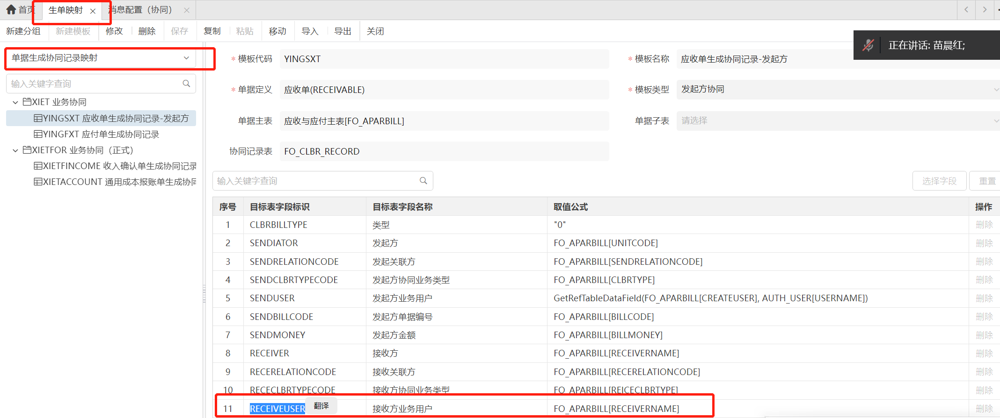 首页 生单映射 × 消息配置（协同） ×
新建分组 新建模板 修改 删除 保存 复制 粘贴 移动 导入 导出 关闭
正在讲话: 苗晨红;
单据生成协同记录映射
输入关键字查询
XIET 业务协同
YINGSXT 应收单生成协同记录-发起方
YINGFXT 应付单生成协同记录
XIETFOR 业务协同（正式）
XIETFINCOME 收入确认单生成协同记录
XIETACCOUNT 通用成本报账单生成协同
* 模板代码 YINGSXT * 模板名称 应收单生成协同记录-发起方
* 单据定义 应收单(RECEIVABLE) * 模板类型 发起方协同
单据主表 应收与应付主表[FO_APARBILL] 单据子表 请选择
协同记录表 FO_CLBR_RECORD
输入关键字查询 选择字段 重置
序号 目标表字段标识 目标表字段名称 取值公式 操作
1 CLBRBILLTYPE 类型 "0" 删除
2 SENDIATOR 发起方 FO_APARBILL[UNITCODE] 删除
3 SENDRELATIONCODE 发起关联方 FO_APARBILL[SENDRELATIONCODE] 删除
4 SENDCLBRTYPECODE 发起方协同业务类型 FO_APARBILL[CLBRTYPE] 删除
5 SENDUSER 发起方业务用户 GetRefTableDataField(FO_APARBILL[CREATEUSER], AUTH_USER[USERNAME]) 删除
6 SENDBILLCODE 发起方单据编号 FO_APARBILL[BILLCODE] 删除
7 SENDMONEY 发起方金额 FO_APARBILL[BILLMONEY] 删除
8 RECEIVER 接收方 FO_APARBILL[RECEIVERNAME] 删除
9 RECERELATIONCODE 接收关联方 FO_APARBILL[RECERELATIONCODE] 删除
10 RECECLBRTYPECODE 接收方协同业务类型 FO_APARBILL[REICECLBRTYPE] 删除
11 RECEIVEUSER 翻译 接收方业务用户 FO_APARBILL[RECEIVERNAME] 删除